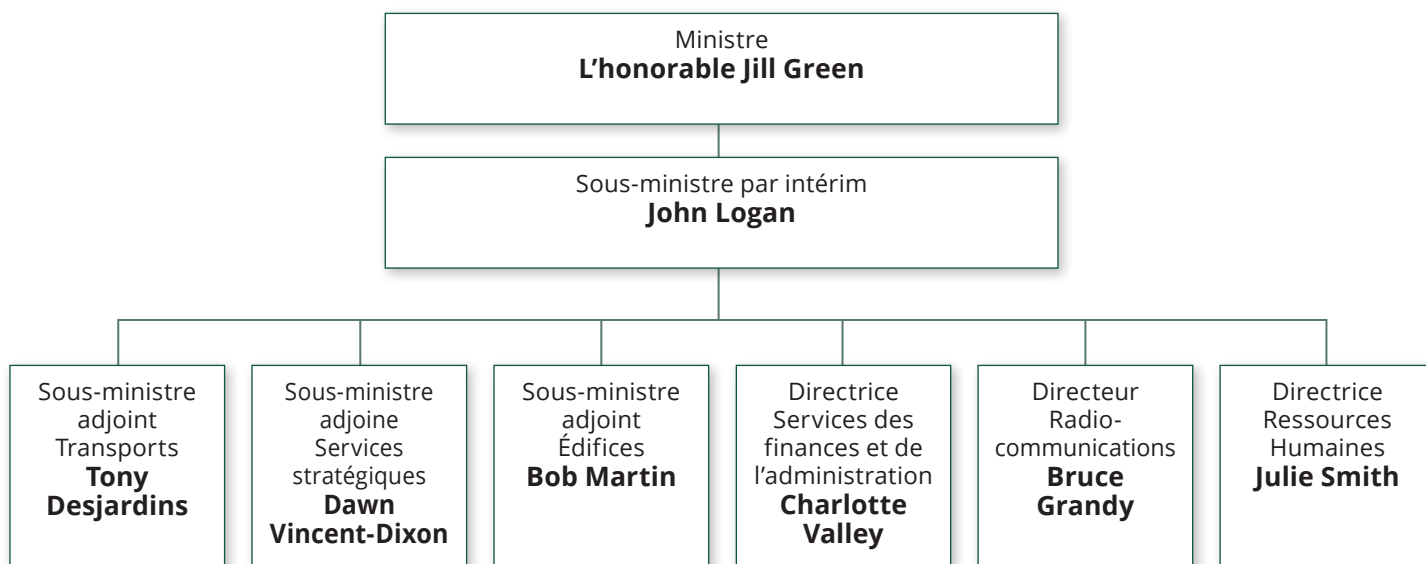 Ministre
L'honorable Jill Green
Sous-ministre par intérim
John Logan
Sous-ministre
adjoint
Transports
Tony
Desjardins
Sous-ministre
adjoine
Services
stratégiques
Dawn
Vincent-Dixon
Sous-ministre
adjoint
Édifices
Bob Martin
Directrice
Services des
finances et de
l'administration
Charlotte
Valley
Directeur
Radio-
communications
Bruce
Grandy
Directrice
Ressources
Humaines
Julie Smith